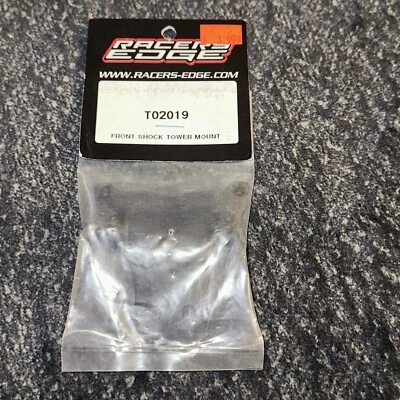 RACERS
EDGE
WWW.RACERS-EDGE.COM
T02019
FRONT SHOCK TOWER MOUNT